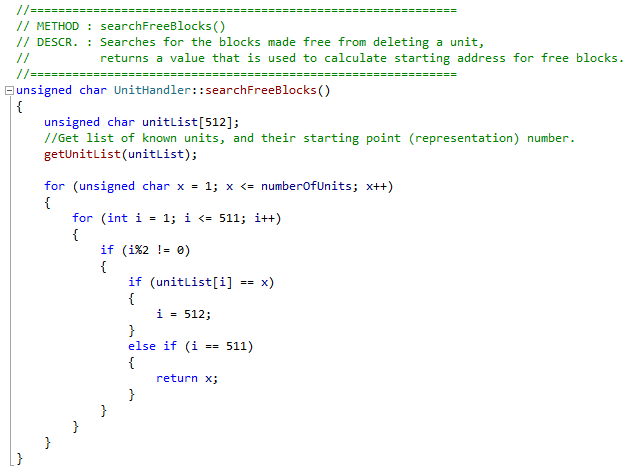 //=============================================================
// METHOD : searchFreeBlocks()
// DESCR. : Searches for the blocks made free from deleting a unit,
//          returns a value that is used to calculate starting address for free blocks.
//=============================================================
unsigned char UnitHandler::searchFreeBlocks()
{
    unsigned char unitList[512];
    //Get list of known units, and their starting point (representation) number.
    getUnitList(unitList);

    for (unsigned char x = 1; x <= numberOfUnits; x++)
    {
        for (int i = 1; i <= 511; i++)
        {
            if (i%2 != 0)
            {
                if (unitList[i] == x)
                {
                    i = 512;
                }
                else if (i == 511)
                {
                    return x;
                }
            }
        }
    }
}